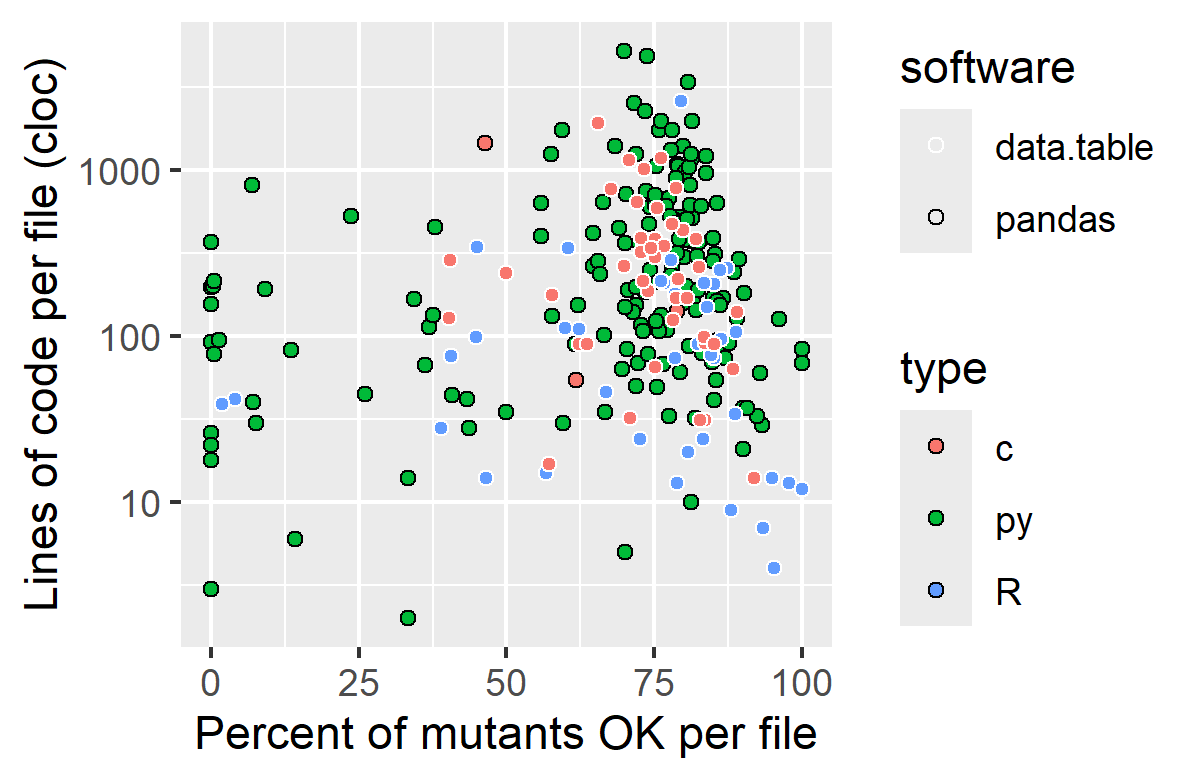 Lines of code per file (cloc)
1000
100
10
0 25 50 75 100
Percent of mutants OK per file
software
data.table
pandas
type
c
py
R